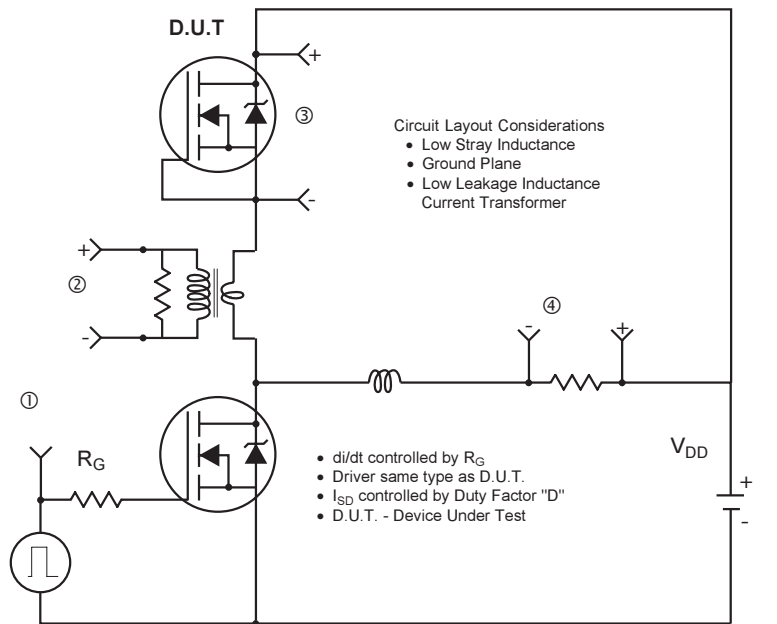 D.U.T
+
③
Circuit Layout Considerations
• Low Stray Inductance
• Ground Plane
• Low Leakage Inductance
Current Transformer
-
+
②
-
④
-
+
①
R_G
V_DD
+
-
• di/dt controlled by R_G
• Driver same type as D.U.T.
• I_SD controlled by Duty Factor "D"
• D.U.T. - Device Under Test